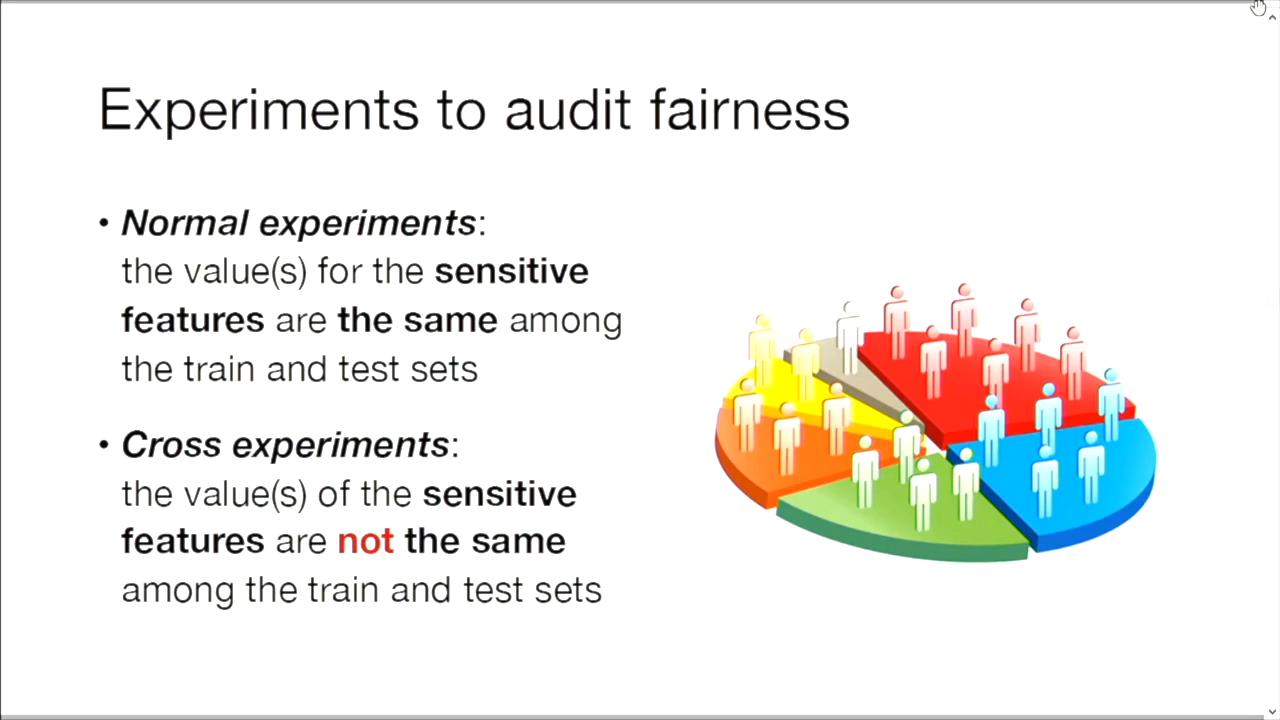 Experiments to audit fairness
• Normal experiments:
the value(s) for the sensitive
features are the same among
the train and test sets
• Cross experiments:
the value(s) of the sensitive
features are not the same
among the train and test sets